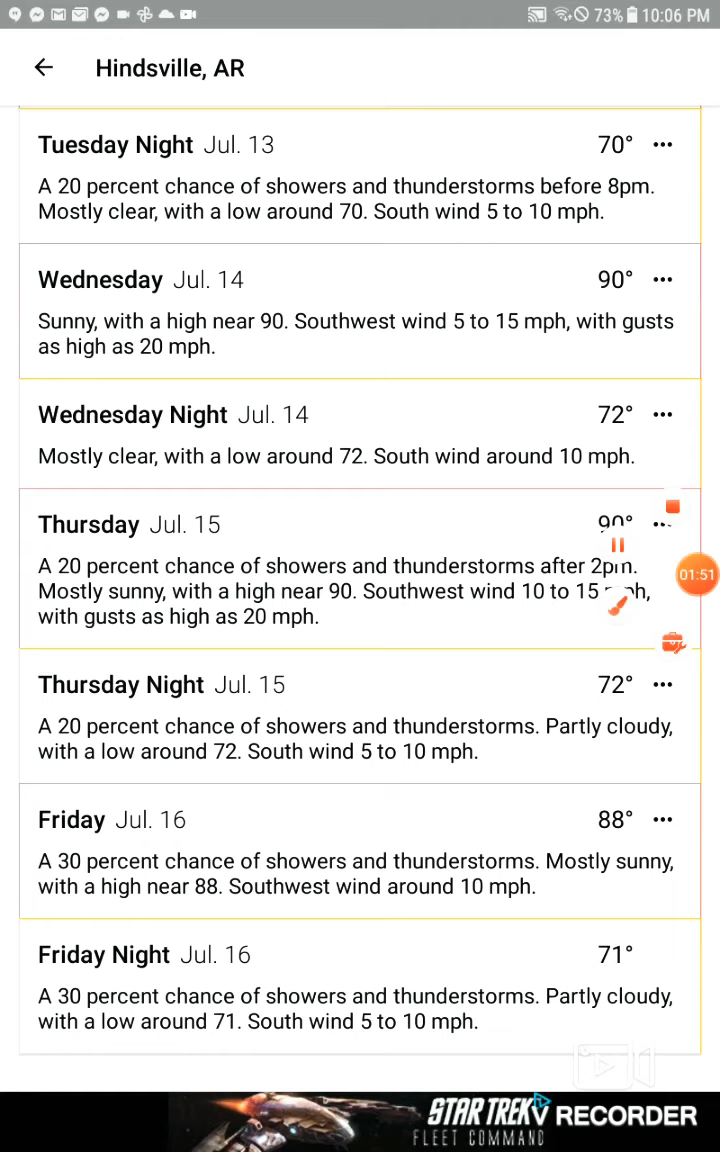 73% 10:06 PM
Hindsville, AR
Tuesday Night Jul. 13 70° •••
A 20 percent chance of showers and thunderstorms before 8pm.
Mostly clear, with a low around 70. South wind 5 to 10 mph.
Wednesday Jul. 14 90° •••
Sunny, with a high near 90. Southwest wind 5 to 15 mph, with gusts
as high as 20 mph.
Wednesday Night Jul. 14 72° •••
Mostly clear, with a low around 72. South wind around 10 mph.
Thursday Jul. 15 90°
A 20 percent chance of showers and thunderstorms after 2pm.
Mostly sunny, with a high near 90. Southwest wind 10 to 15 mph,
with gusts as high as 20 mph.
01:51
Thursday Night Jul. 15 72° •••
A 20 percent chance of showers and thunderstorms. Partly cloudy,
with a low around 72. South wind 5 to 10 mph.
Friday Jul. 16 88° •••
A 30 percent chance of showers and thunderstorms. Mostly sunny,
with a high near 88. Southwest wind around 10 mph.
Friday Night Jul. 16 71°
A 30 percent chance of showers and thunderstorms. Partly cloudy,
with a low around 71. South wind 5 to 10 mph.
STAR TREK V RECORDER
FLEET COMMAND